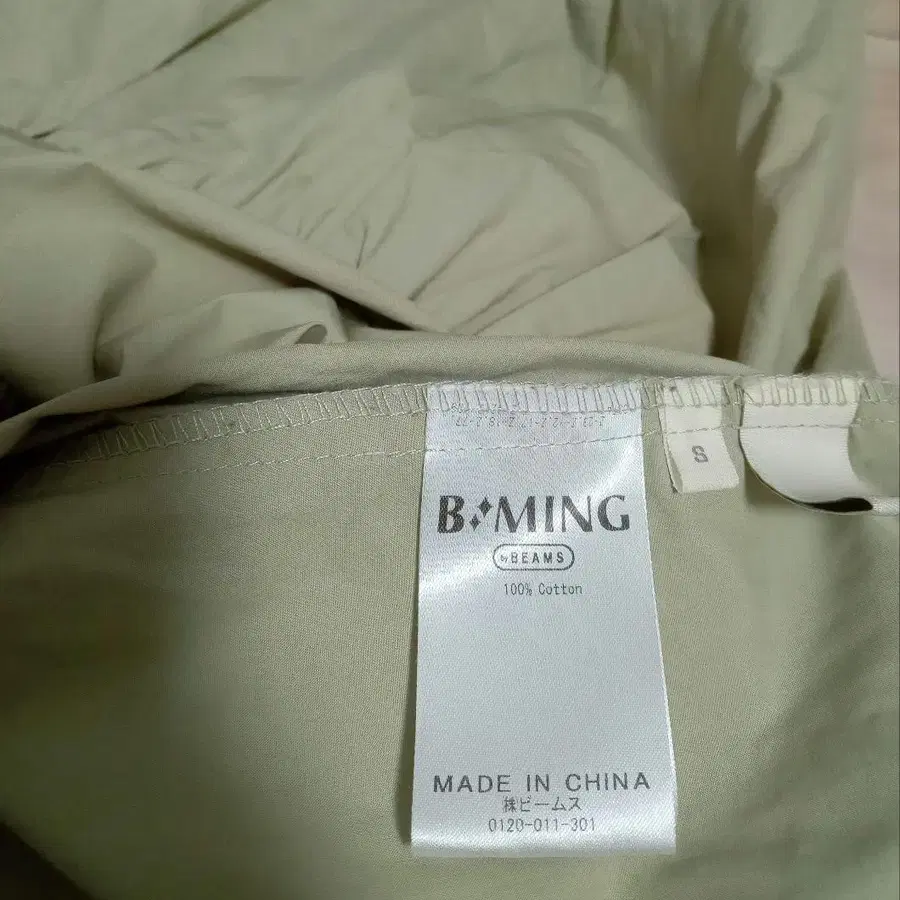 S
B MING
by BEAMS
100% Cotton
MADE IN CHINA
㈱ビームス
0120-011-301